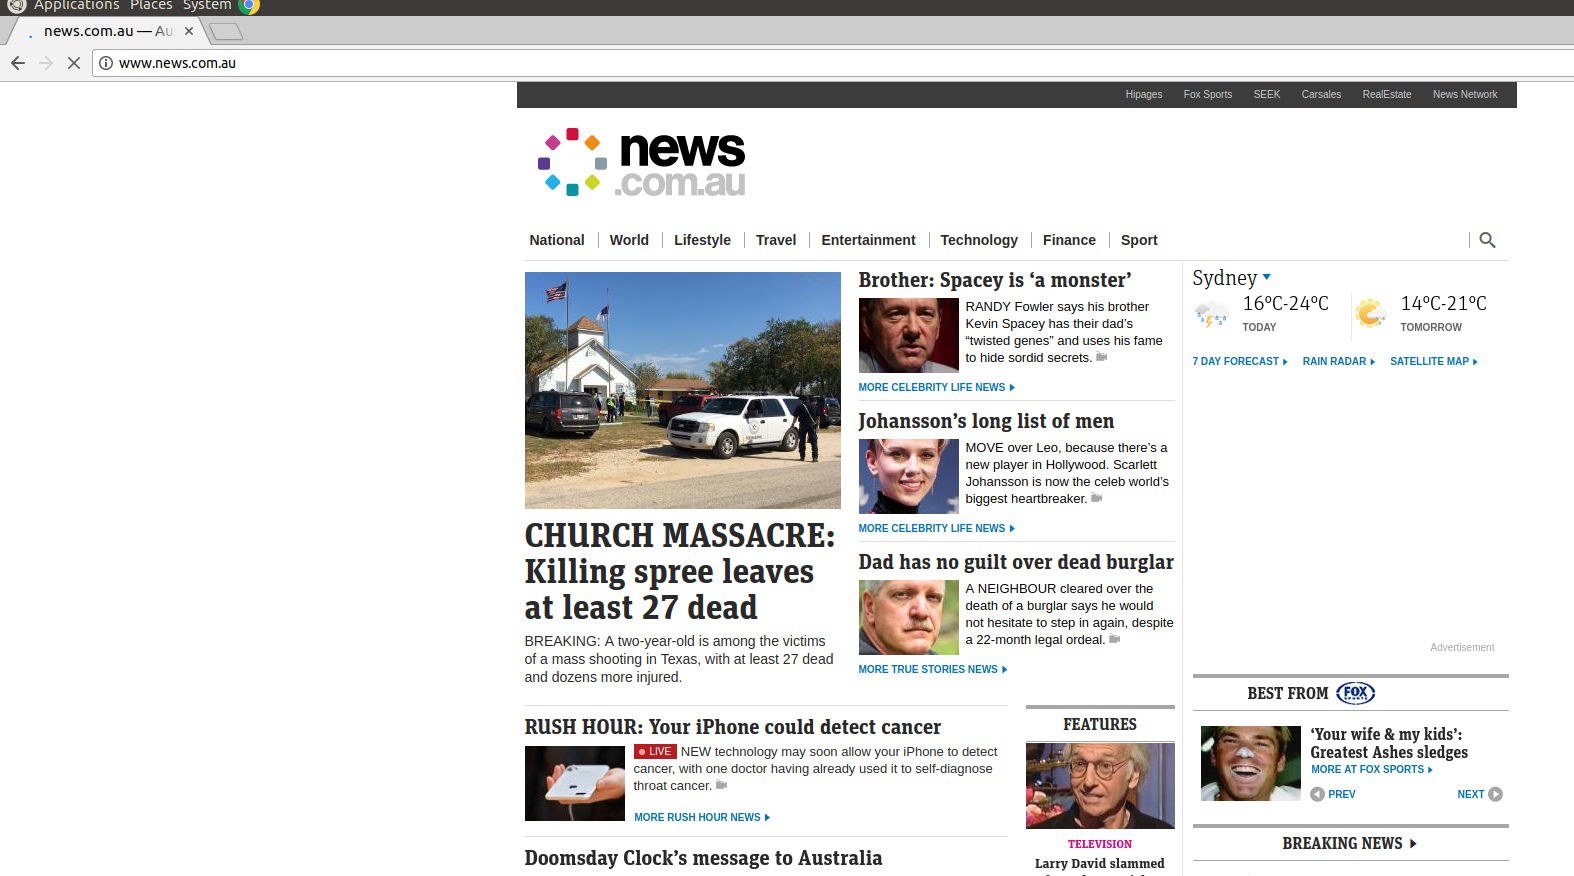 Applications Places System
news.com.au — Au
www.news.com.au
Hipages Fox Sports SEEK Carsales RealEstate News Network
news
.com.au
National World Lifestyle Travel Entertainment Technology Finance Sport
CHURCH MASSACRE:
Killing spree leaves
at least 27 dead
BREAKING: A two-year-old is among the victims
of a mass shooting in Texas, with at least 27 dead
and dozens more injured.
Brother: Spacey is ‘a monster’
RANDY Fowler says his brother
Kevin Spacey has their dad’s
“twisted genes” and uses his fame
to hide sordid secrets.
MORE CELEBRITY LIFE NEWS
Johansson’s long list of men
MOVE over Leo, because there’s a
new player in Hollywood. Scarlett
Johansson is now the celeb world’s
biggest heartbreaker.
MORE CELEBRITY LIFE NEWS
Dad has no guilt over dead burglar
A NEIGHBOUR cleared over the
death of a burglar says he would
not hesitate to step in again, despite
a 22-month legal ordeal.
MORE TRUE STORIES NEWS
RUSH HOUR: Your iPhone could detect cancer
LIVE NEW technology may soon allow your iPhone to detect
cancer, with one doctor having already used it to self-diagnose
throat cancer.
MORE RUSH HOUR NEWS
Doomsday Clock’s message to Australia
FEATURES
TELEVISION
Larry David slammed
Sydney
16ºC-24ºC
TODAY
14ºC-21ºC
TOMORROW
7 DAY FORECAST RAIN RADAR SATELLITE MAP
Advertisement
BEST FROM FOX SPORTS
‘Your wife & my kids’:
Greatest Ashes sledges
MORE AT FOX SPORTS
PREV NEXT
BREAKING NEWS